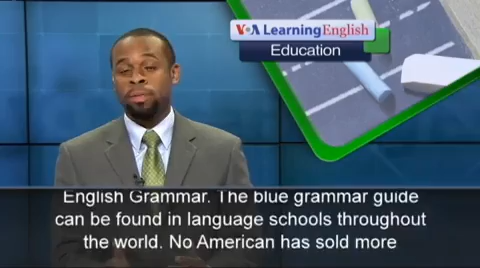 VOA Learning English
Education
English Grammar. The blue grammar guide
can be found in language schools throughout
the world. No American has sold more